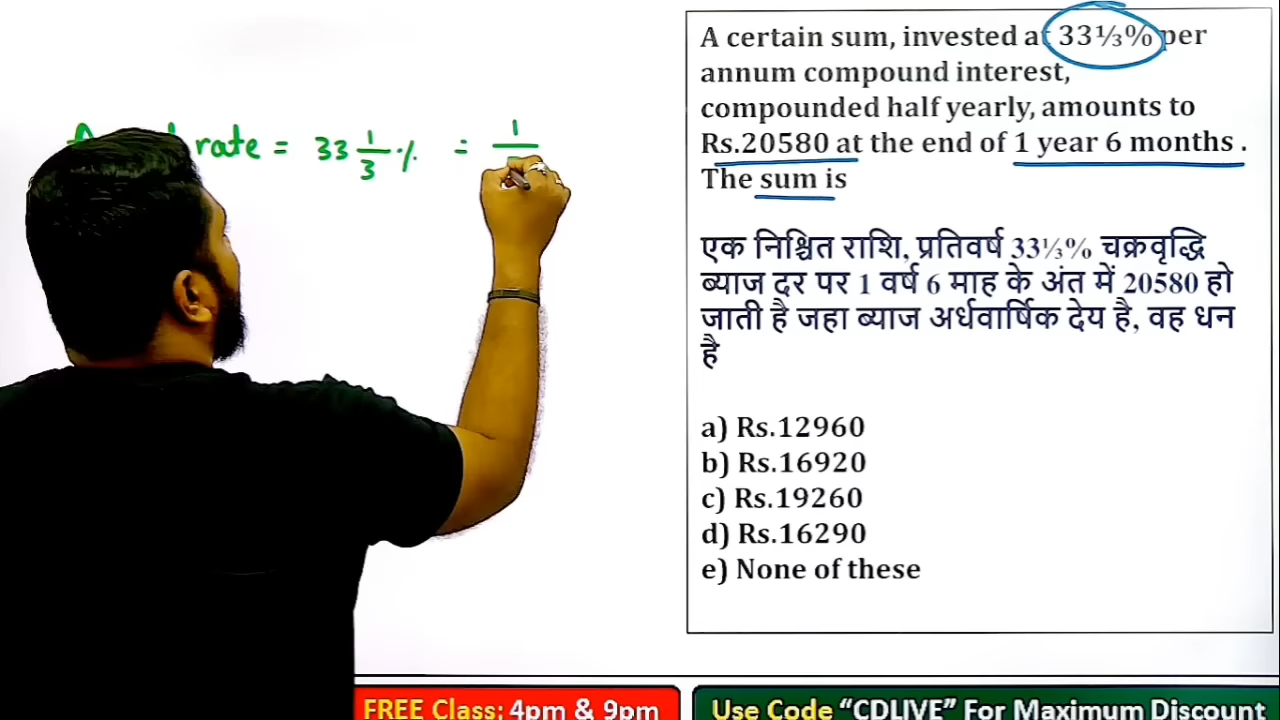 rate = 33 1/3 % = 1
A certain sum, invested at 33⅓% per
annum compound interest,
compounded half yearly, amounts to
Rs.20580 at the end of 1 year 6 months .
The sum is
एक निश्चित राशि, प्रतिवर्ष 33⅓% चक्रवृद्धि
ब्याज दर पर 1 वर्ष 6 माह के अंत में 20580 हो
जाती है जहा ब्याज अर्धवार्षिक देय है, वह धन
है
a) Rs.12960
b) Rs.16920
c) Rs.19260
d) Rs.16290
e) None of these
FREE Class: 4pm & 9pm
Use Code “CDLIVE” For Maximum Discount